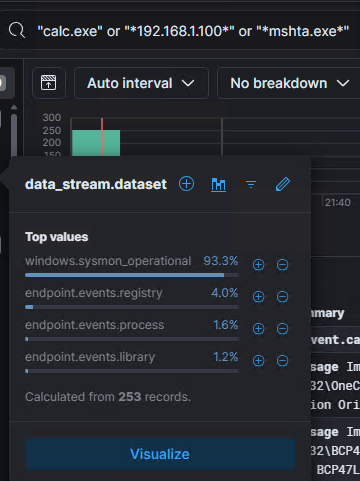 "calc.exe" or "*192.168.1.100*" or "*mshta.exe*"
Auto interval
No breakdown
300
250
200
150
21:40
data_stream.dataset
Top values
windows.sysmon_operational 93.3%
endpoint.events.registry 4.0%
endpoint.events.process 1.6%
endpoint.events.library 1.2%
Calculated from 253 records.
Visualize
mmary
vent.ca
ssage Im
32\OneC
ion Ori
ssage Im
32\BCP4
BCP47L